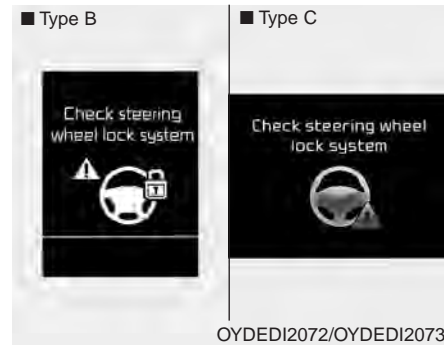 ■ Type B
■ Type C
Check steering
wheel lock system
Check steering wheel
lock system
OYDEDI2072/OYDEDI2073